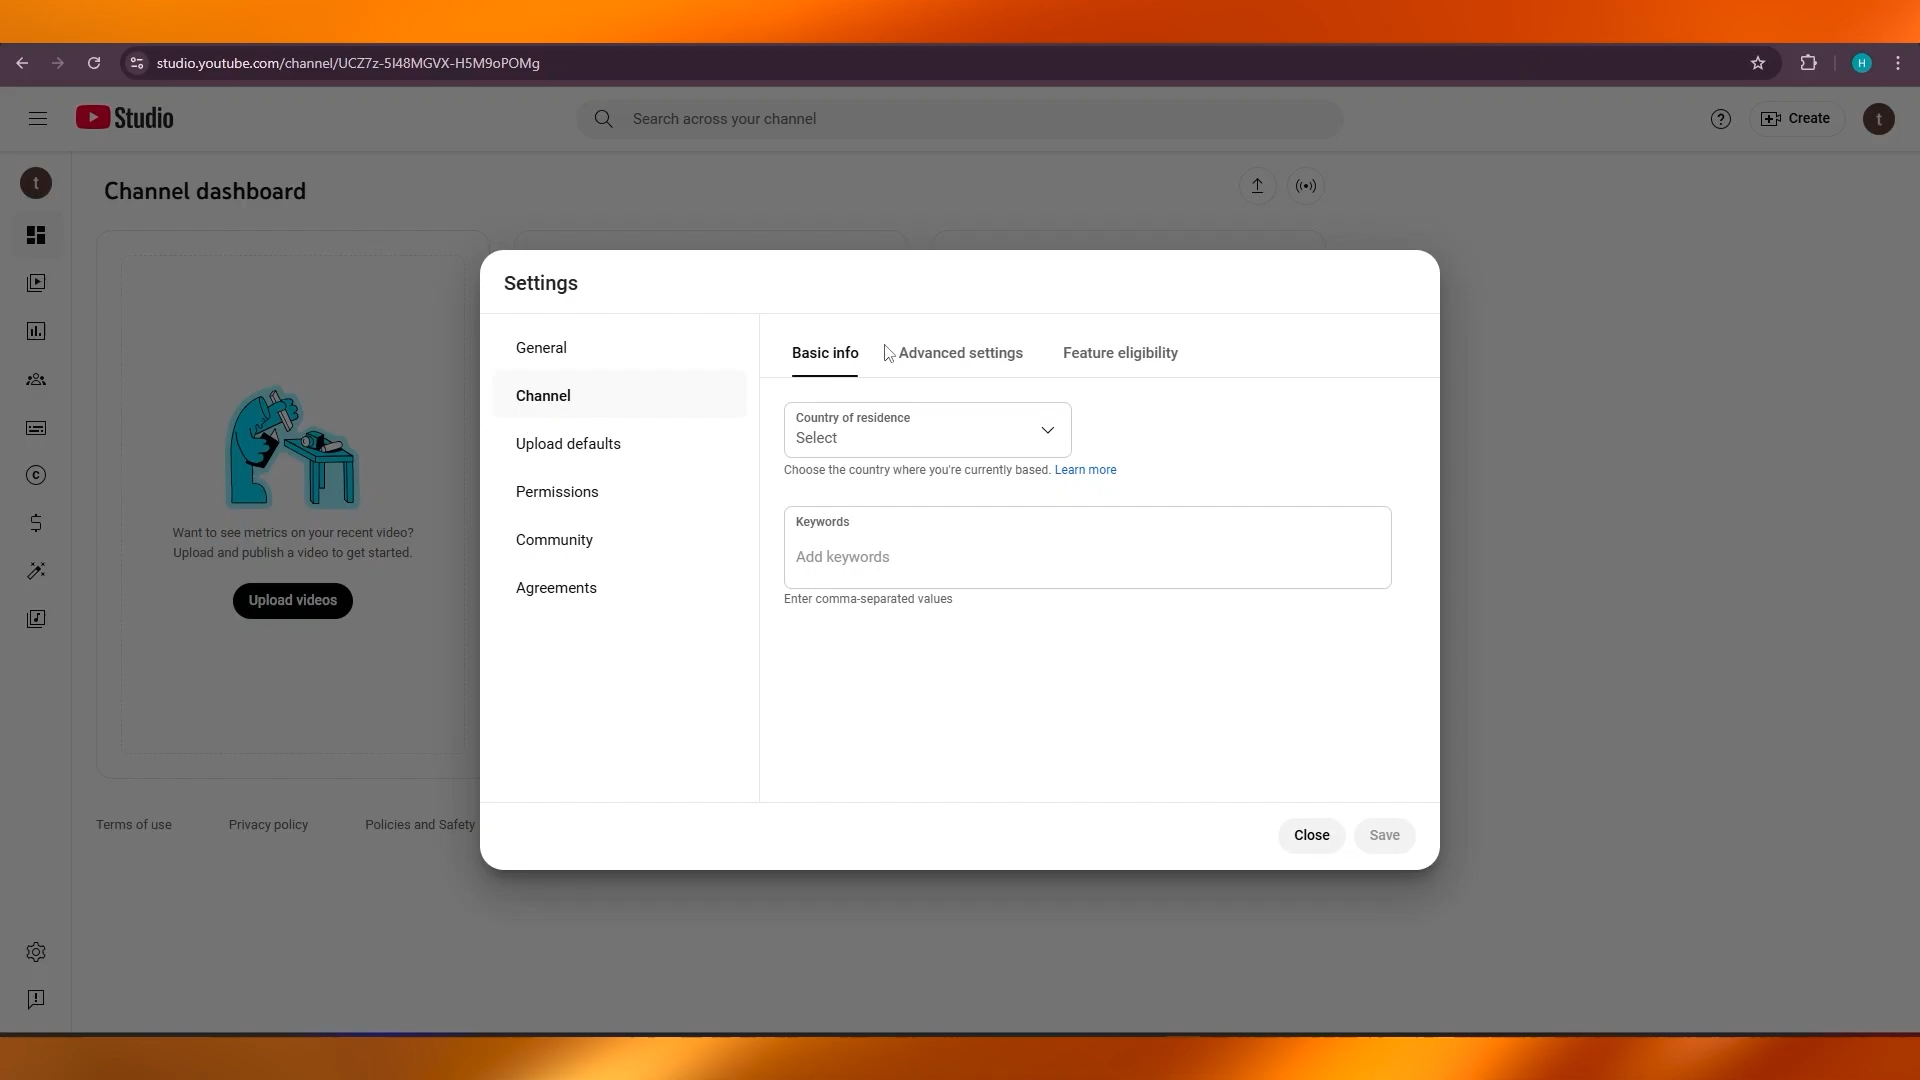 studio.youtube.com/channel/UCZ7z-5I48MGVX-H5M9oPOMg
H
Studio
Search across your channel
?
Create
t
t
Channel dashboard
Settings
General
Channel
Upload defaults
Permissions
Community
Agreements
Basic info
Advanced settings
Feature eligibility
Country of residence
Select
Choose the country where you're currently based. Learn more
Keywords
Add keywords
Enter comma-separated values
Want to see metrics on your recent video?
Upload and publish a video to get started.
Upload videos
Terms of use
Privacy policy
Policies and Safety
Close
Save